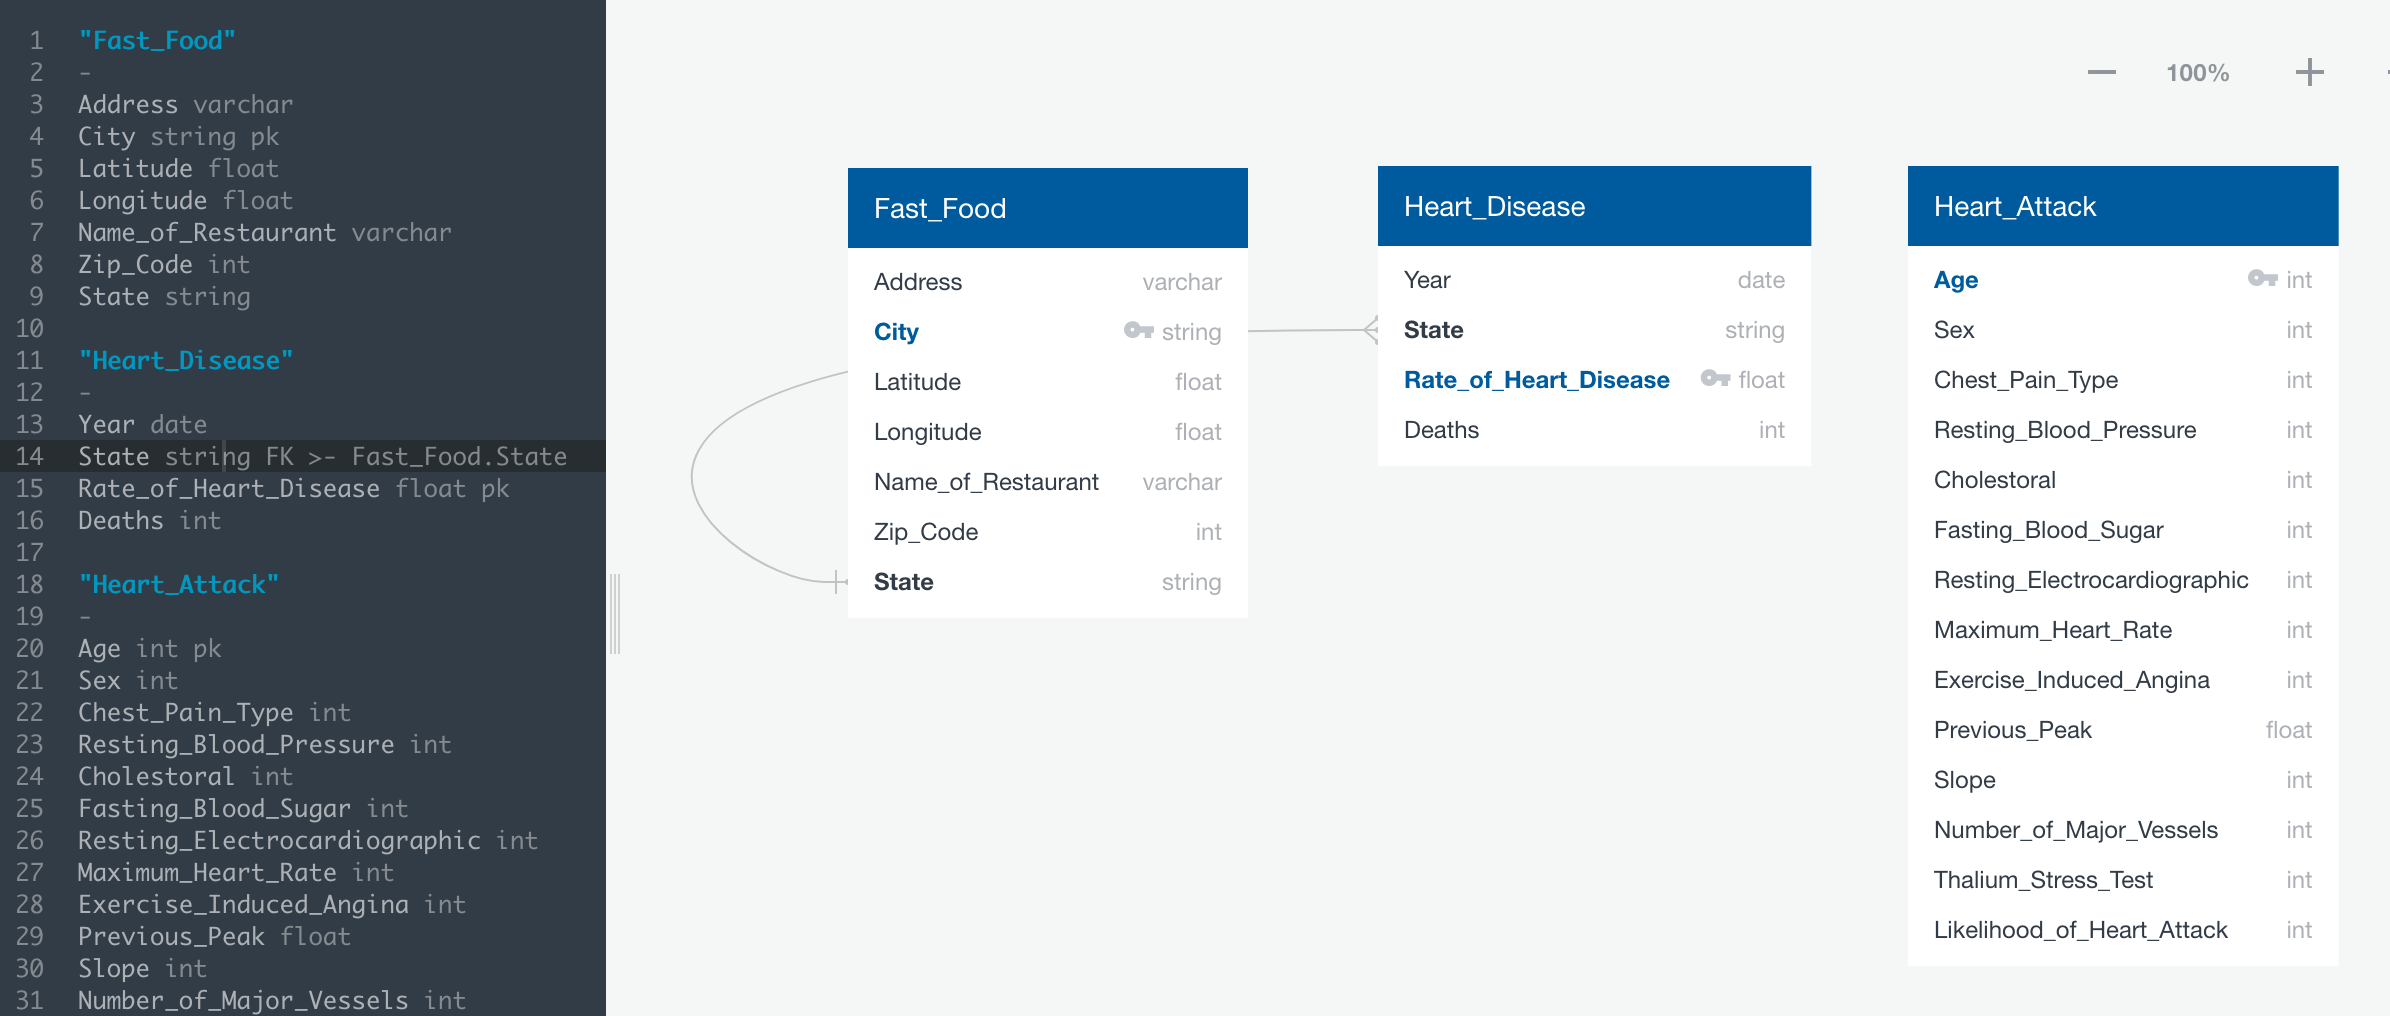 1 "Fast_Food"
2 -
3 Address varchar
4 City string pk
5 Latitude float
6 Longitude float
7 Name_of_Restaurant varchar
8 Zip_Code int
9 State string
10
11 "Heart_Disease"
12 -
13 Year date
14 State string FK >- Fast_Food.State
15 Rate_of_Heart_Disease float pk
16 Deaths int
17
18 "Heart_Attack"
19 -
20 Age int pk
21 Sex int
22 Chest_Pain_Type int
23 Resting_Blood_Pressure int
24 Cholestoral int
25 Fasting_Blood_Sugar int
26 Resting_Electrocardiographic int
27 Maximum_Heart_Rate int
28 Exercise_Induced_Angina int
29 Previous_Peak float
30 Slope int
31 Number_of_Major_Vessels int
100%
Fast_Food
Address varchar
City string
Latitude float
Longitude float
Name_of_Restaurant varchar
Zip_Code int
State string
Heart_Disease
Year date
State string
Rate_of_Heart_Disease float
Deaths int
Heart_Attack
Age int
Sex int
Chest_Pain_Type int
Resting_Blood_Pressure int
Cholestoral int
Fasting_Blood_Sugar int
Resting_Electrocardiographic int
Maximum_Heart_Rate int
Exercise_Induced_Angina int
Previous_Peak float
Slope int
Number_of_Major_Vessels int
Thalium_Stress_Test int
Likelihood_of_Heart_Attack int